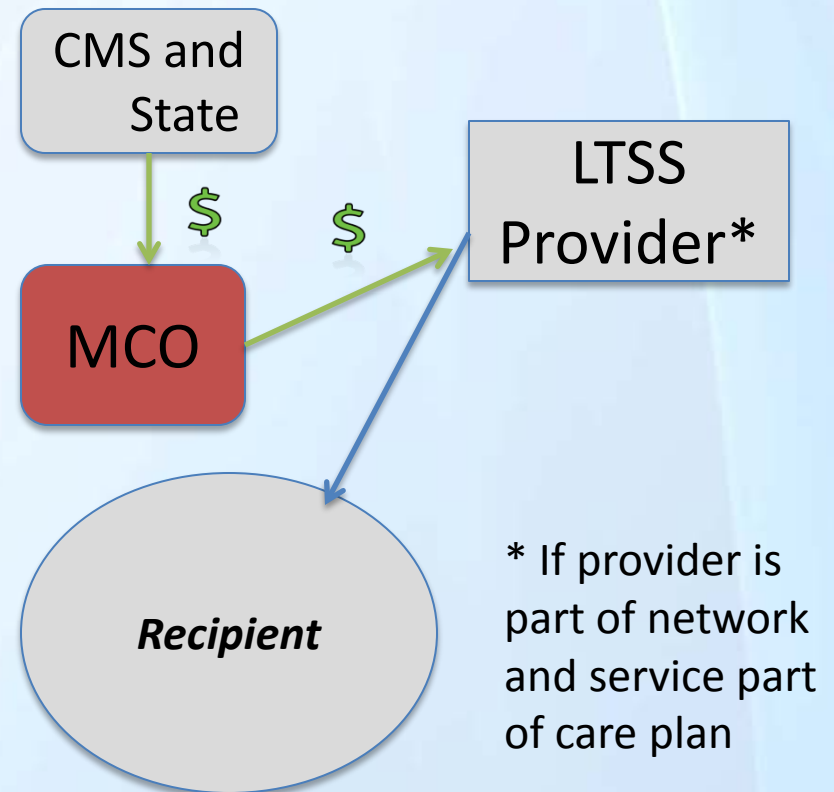 CMS and
State
$
$
LTSS
Provider*
MCO
Recipient
* If provider is
part of network
and service part
of care plan